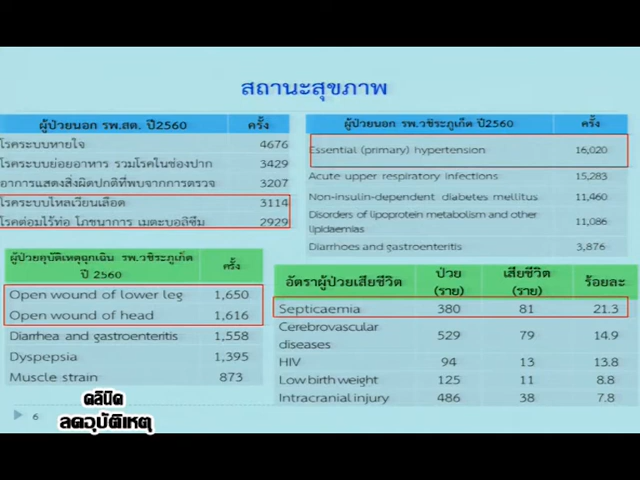 สถานะสุขภาพ
ผู้ป่วยนอก รพ.สต. ปี2560 ครั้ง
โรคระบบหายใจ 4676
โรคระบบย่อยอาหาร รวมโรคในช่องปาก 3429
อาการแสดงสิ่งผิดปกติที่พบจากการตรวจ 3207
โรคระบบไหลเวียนเลือด 3114
โรคต่อมไร้ท่อ โภชนาการ เมตะบอลิซึม 2929
ผู้ป่วยนอก รพ.วชิระภูเก็ต ปี2560 ครั้ง
Essential (primary) hypertension 16,020
Acute upper respiratory infections 15,283
Non-insulin-dependent diabetes mellitus 11,460
Disorders of lipoprotein metabolism and other
lipidaemias 11,086
Diarrhoes and gastroenteritis 3,876
ผู้ป่วยอุบัติเหตุฉุกเฉิน รพ.วชิระภูเก็ต
ปี 2560 ครั้ง
Open wound of lower leg 1,650
Open wound of head 1,616
Diarrhea and gastroenteritis 1,558
Dyspepsia 1,395
Muscle strain 873
อัตราผู้ป่วยเสียชีวิต ป่วย (ราย) เสียชีวิต (ราย) ร้อยละ
Septicaemia 380 81 21.3
Cerebrovascular
diseases 529 79 14.9
HIV 94 13 13.8
Low birth weight 125 11 8.8
Intracranial injury 486 38 7.8
6
คลินิค
ลดอุบัติเหตุ